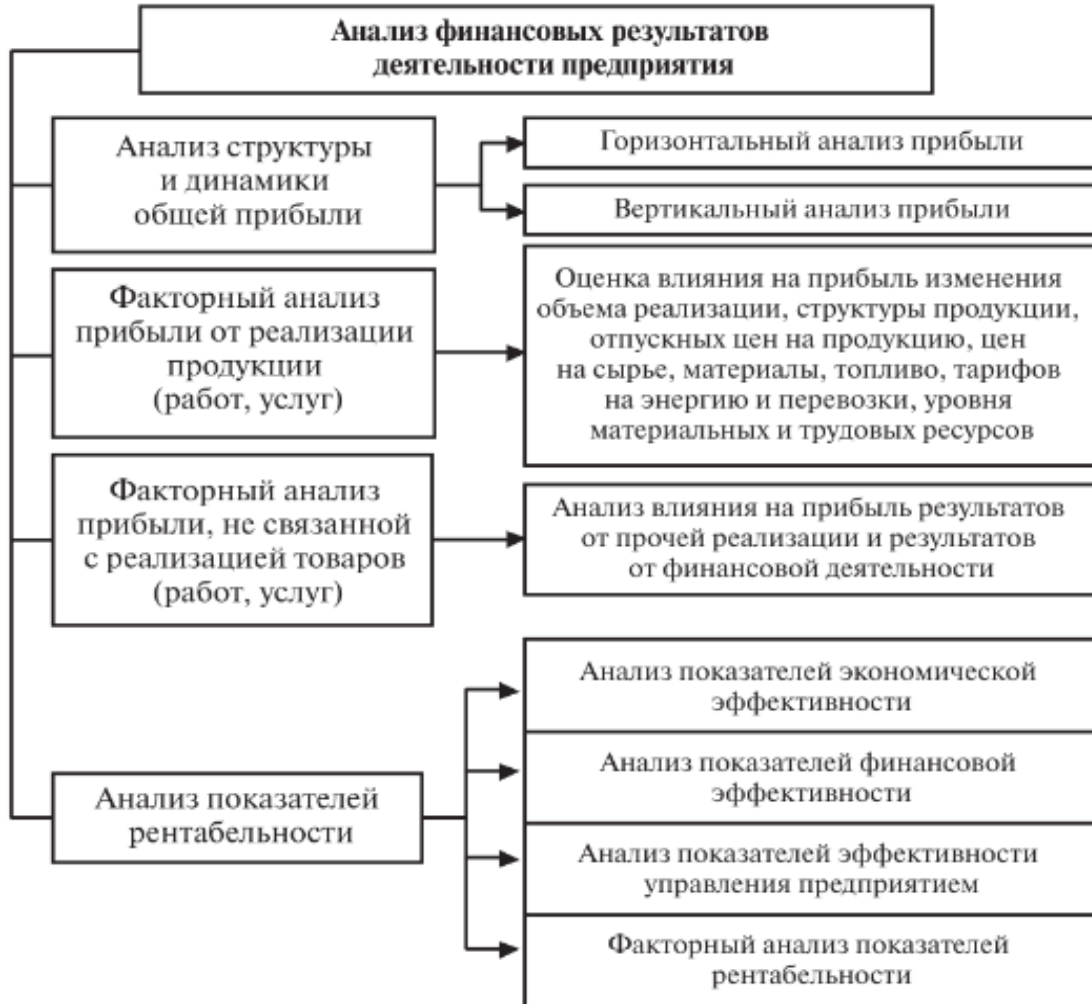 Анализ финансовых результатов
деятельности предприятия
Анализ структуры
и динамики
общей прибыли
Горизонтальный анализ прибыли
Вертикальный анализ прибыли
Факторный анализ
прибыли от реализации
продукции
(работ, услуг)
Оценка влияния на прибыль изменения
объема реализации, структуры продукции,
отпускных цен на продукцию, цен
на сырье, материалы, топливо, тарифов
на энергию и перевозки, уровня
материальных и трудовых ресурсов
Факторный анализ
прибыли, не связанной
с реализацией товаров
(работ, услуг)
Анализ влияния на прибыль результатов
от прочей реализации и результатов
от финансовой деятельности
Анализ показателей
рентабельности
Анализ показателей экономической
эффективности
Анализ показателей финансовой
эффективности
Анализ показателей эффективности
управления предприятием
Факторный анализ показателей
рентабельности